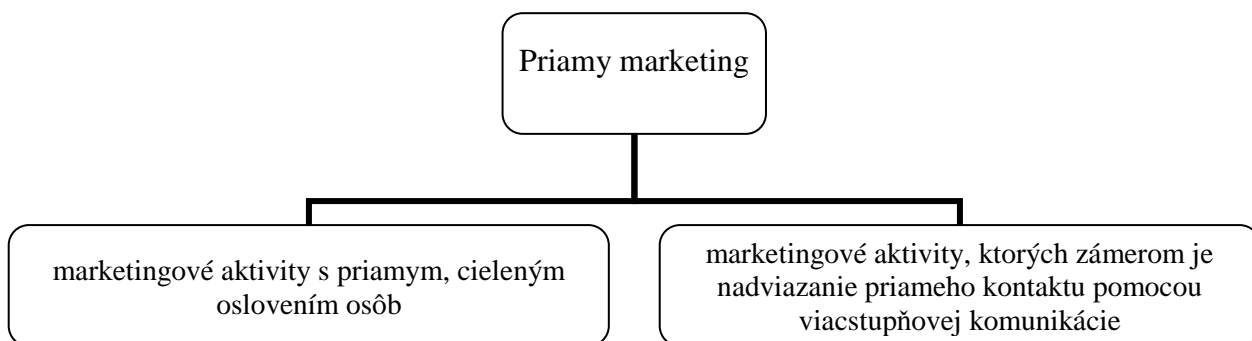 Priamy marketing
marketingové aktivity s priamym, cieleným
oslovením osôb
marketingové aktivity, ktorých zámerom je
nadviazanie priameho kontaktu pomocou
viacstupňovej komunikácie